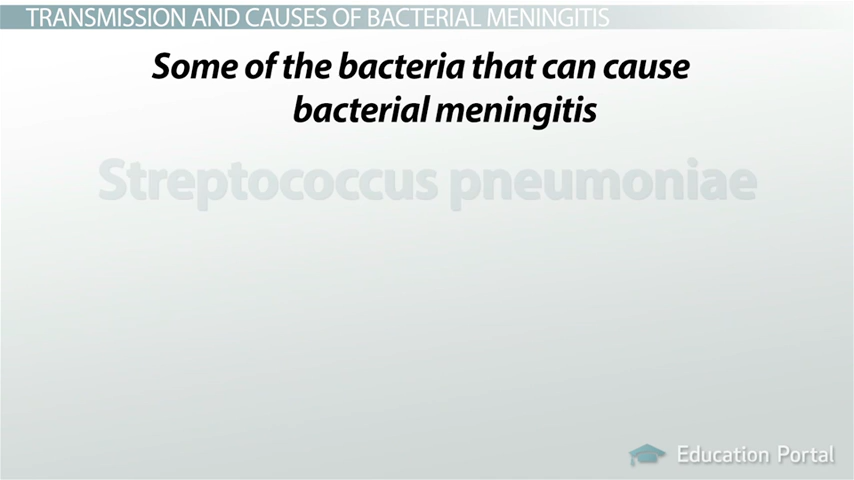 TRANSMISSION AND CAUSES OF BACTERIAL MENINGITIS
Some of the bacteria that can cause
bacterial meningitis
Streptococcus pneumoniae
Education Portal